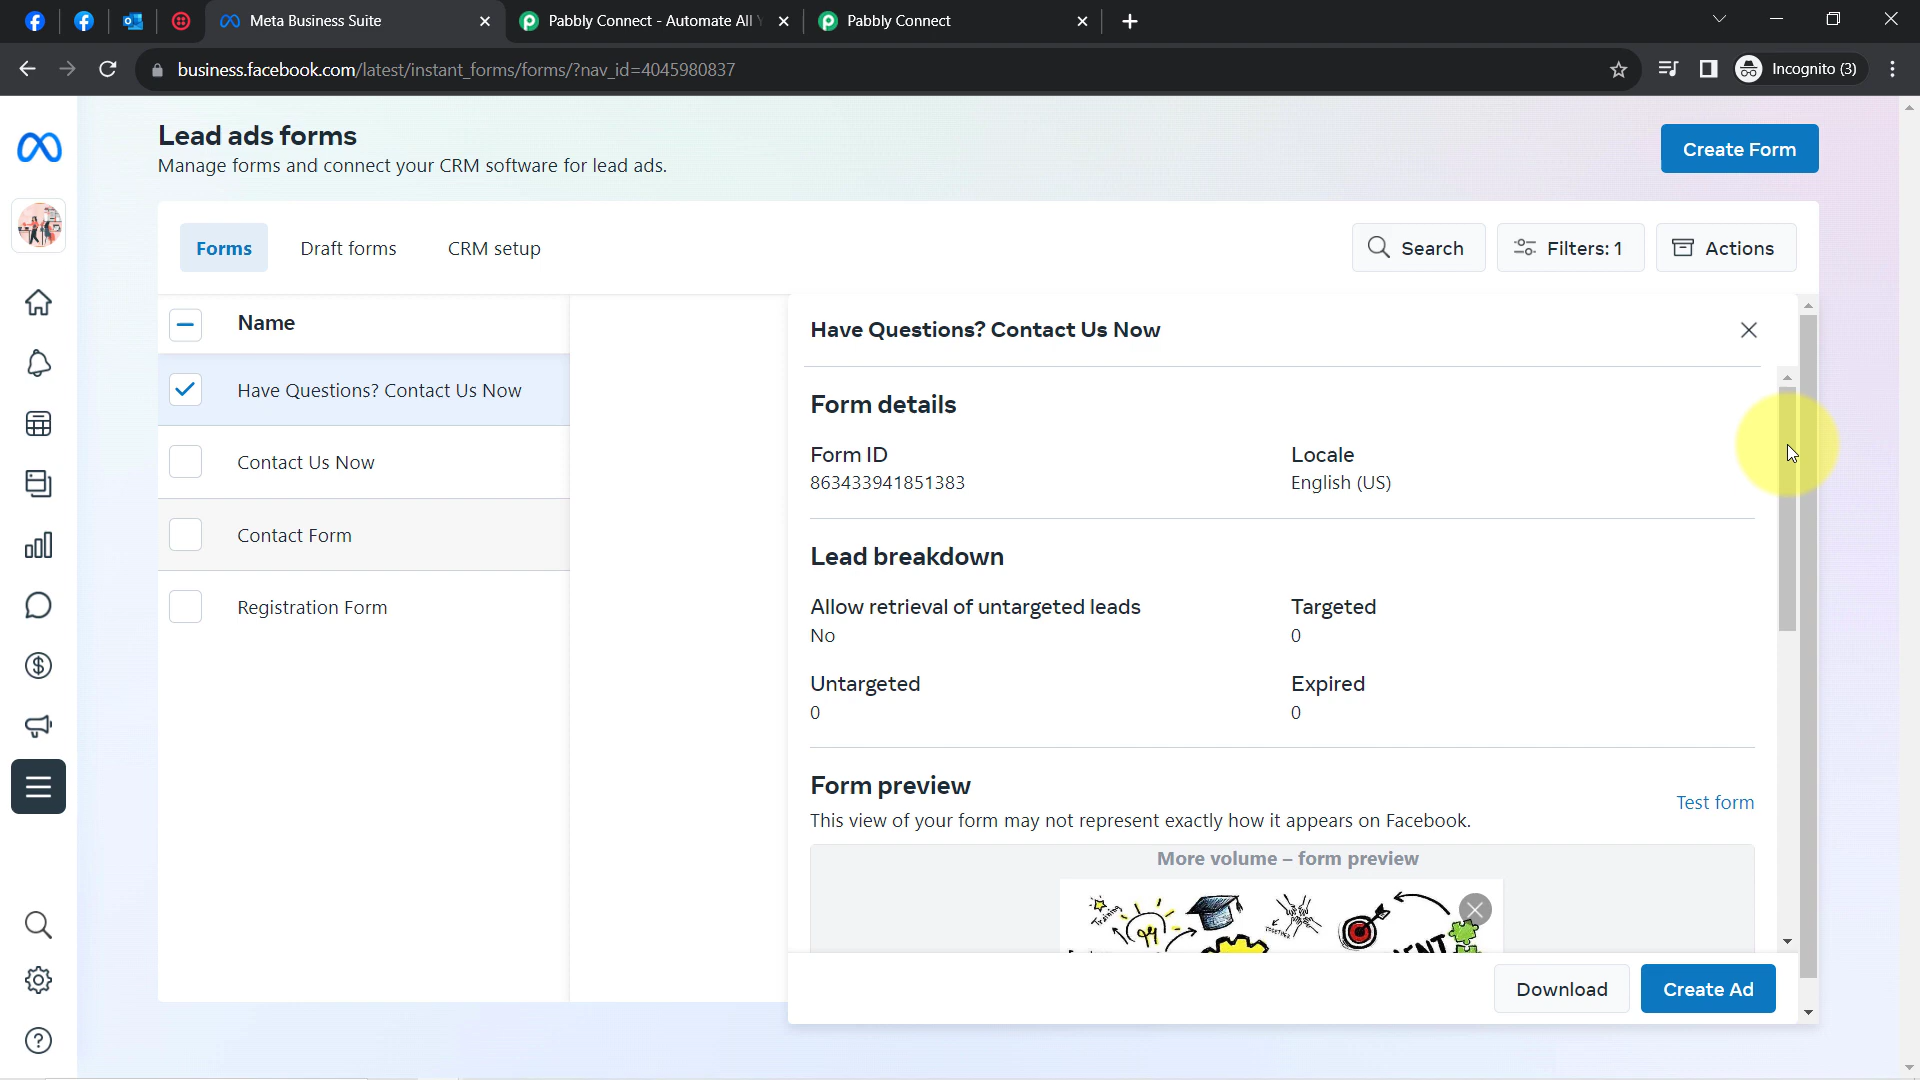 Meta Business Suite
Pabbly Connect - Automate All Y
Pabbly Connect
business.facebook.com/latest/instant_forms/forms/?nav_id=4045980837
Incognito (3)
Lead ads forms
Manage forms and connect your CRM software for lead ads.
Create Form
Forms
Draft forms
CRM setup
Search
Filters: 1
Actions
Name
Have Questions? Contact Us Now
Contact Us Now
Contact Form
Registration Form
Have Questions? Contact Us Now
Form details
Form ID
863433941851383
Locale
English (US)
Lead breakdown
Allow retrieval of untargeted leads
No
Targeted
0
Untargeted
0
Expired
0
Form preview
This view of your form may not represent exactly how it appears on Facebook.
Test form
More volume – form preview
Training
TOGETHER
Download
Create Ad